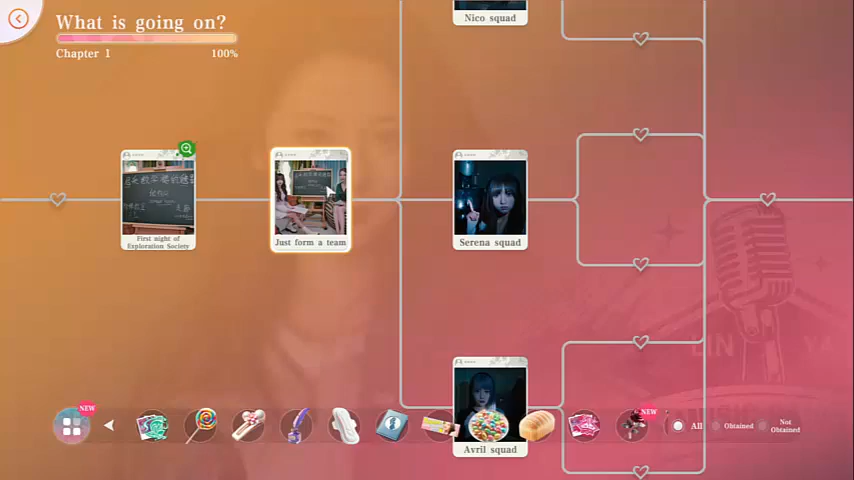 Nico squad
What is going on?
Chapter 1
100%
First night of
Exploration Society
Just form a team
Serena squad
LIN
NEW
NEW
All
Obtained
Not
Obtained
Avril squad